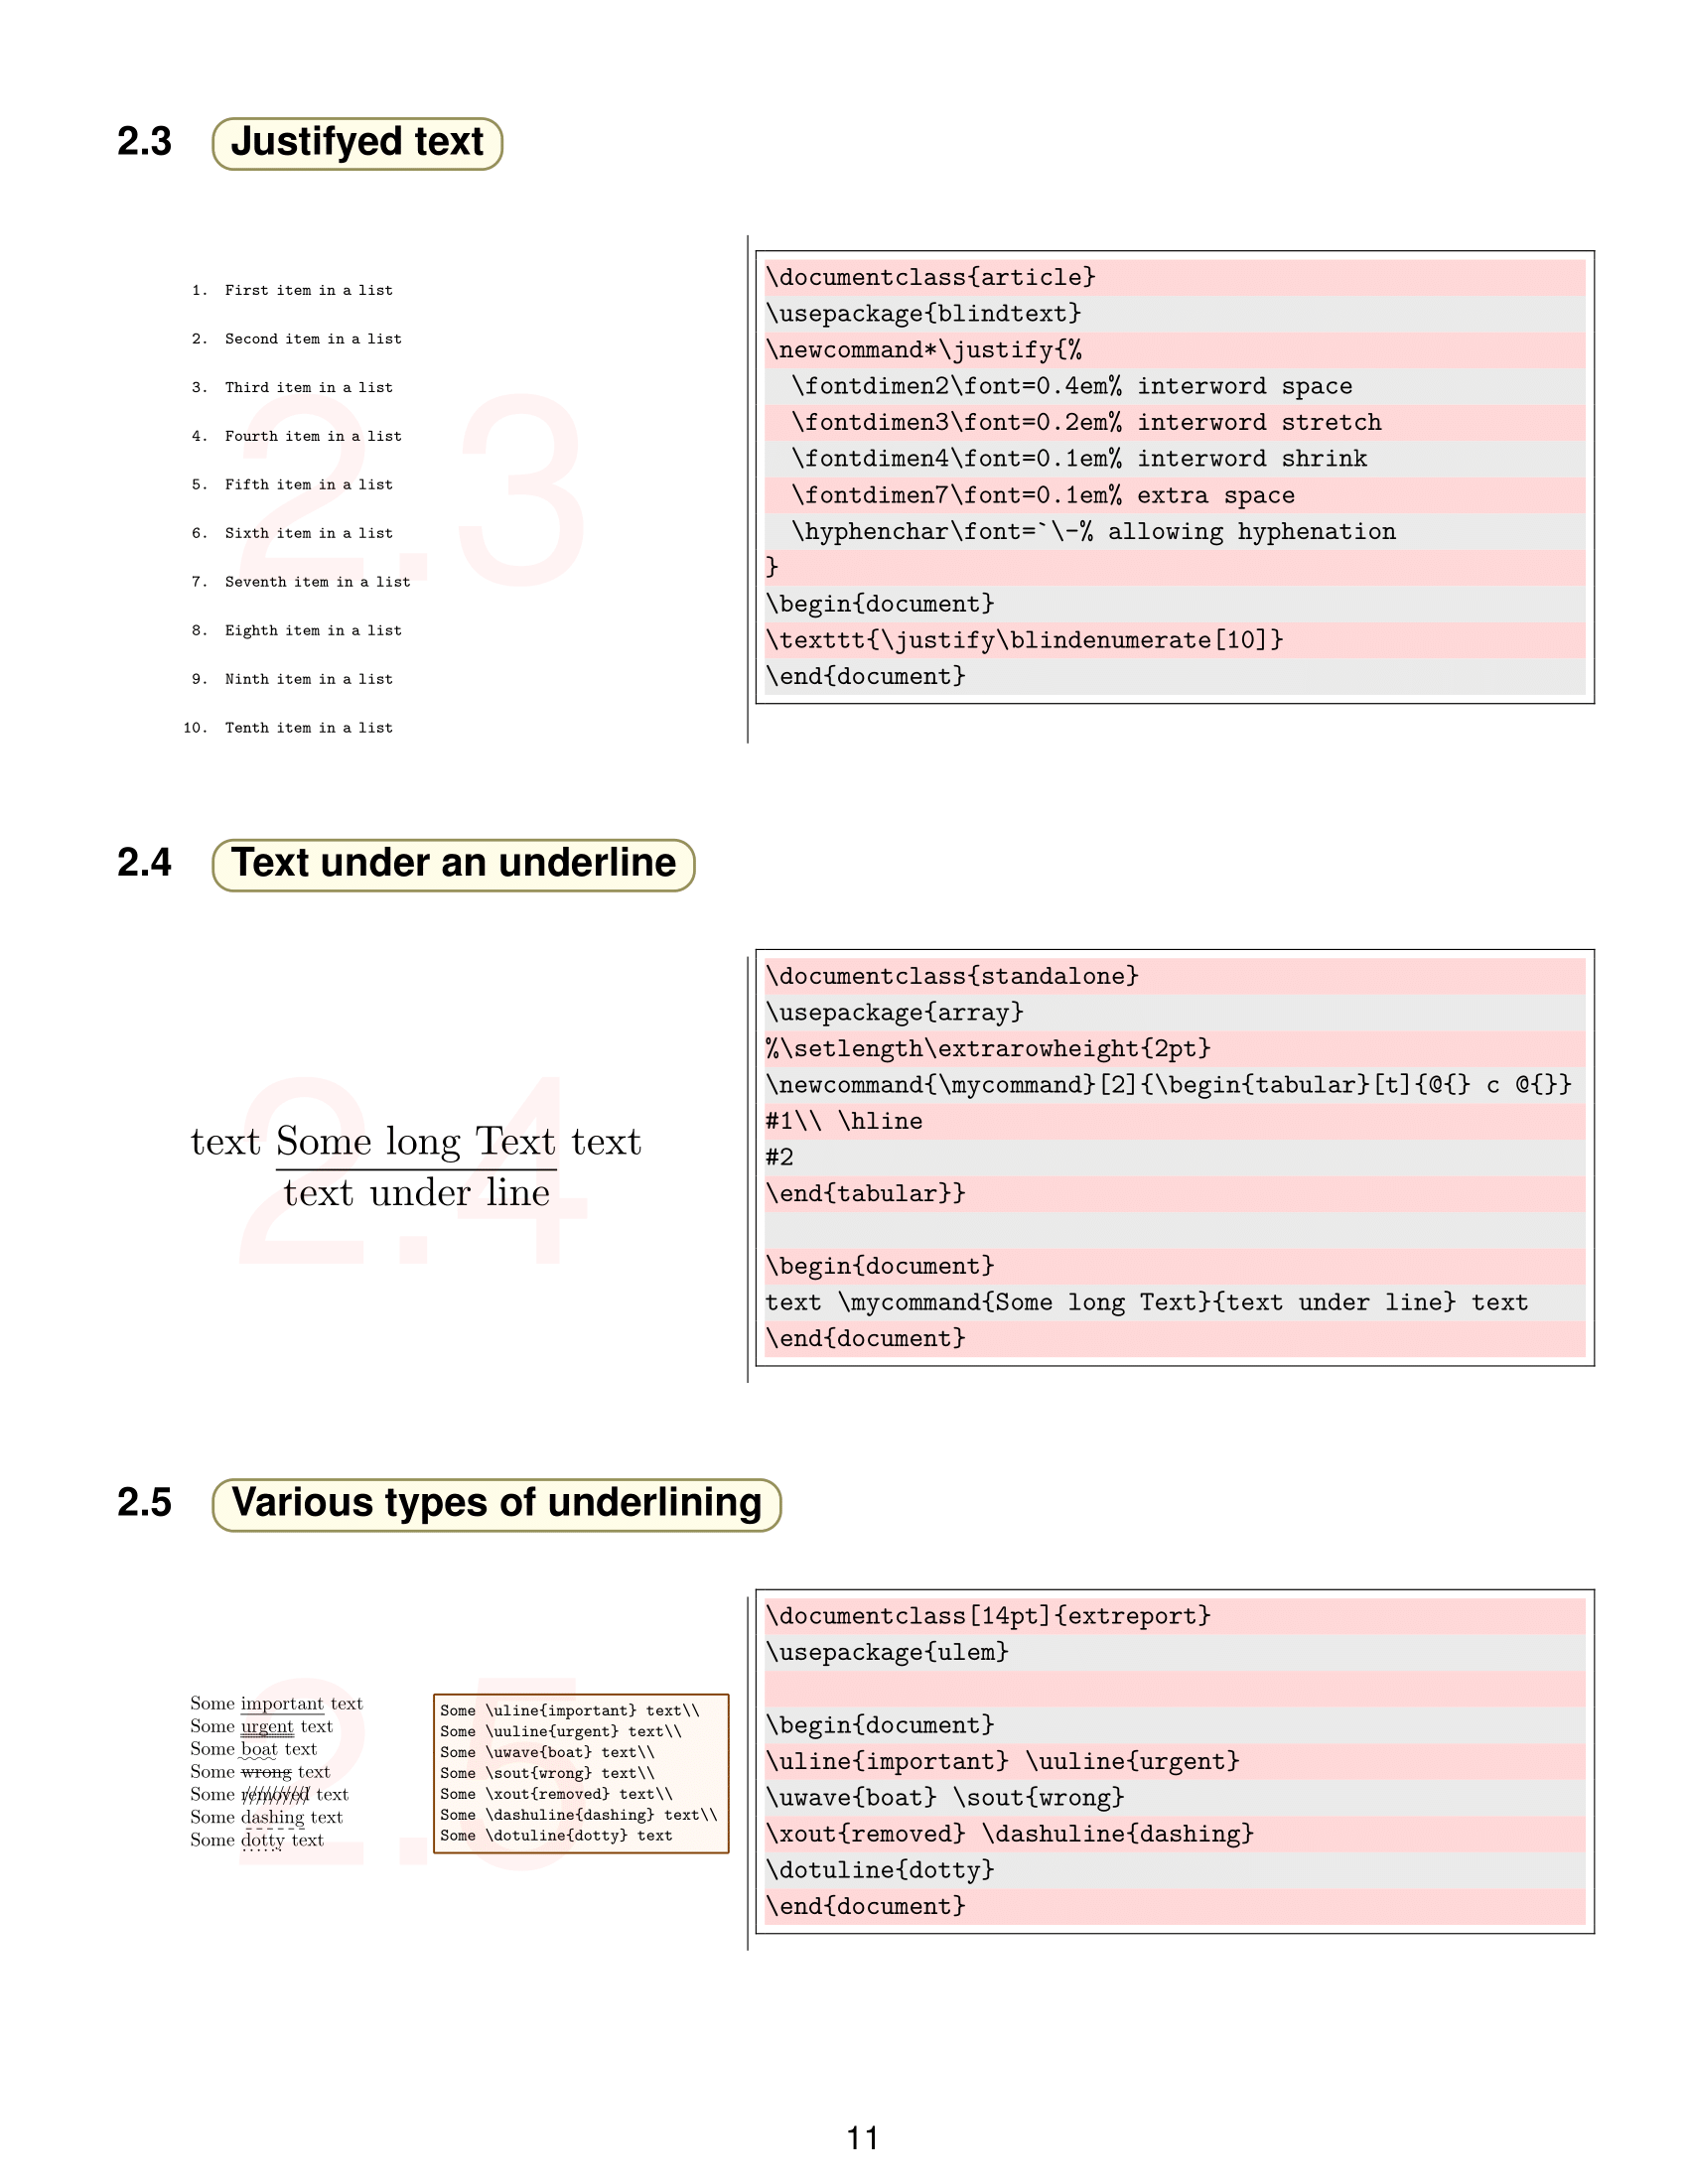 2.3 Justifyed text
1. First item in a list
2. Second item in a list
3. Third item in a list
4. Fourth item in a list
5. Fifth item in a list
6. Sixth item in a list
7. Seventh item in a list
8. Eighth item in a list
9. Ninth item in a list
10. Tenth item in a list
2.3
\documentclass{article}
\usepackage{blindtext}
\newcommand*\justify{%
  \fontdimen2\font=0.4em% interword space
  \fontdimen3\font=0.2em% interword stretch
  \fontdimen4\font=0.1em% interword shrink
  \fontdimen7\font=0.1em% extra space
  \hyphenchar\font=`\-% allowing hyphenation
}
\begin{document}
\texttt{\justify\blindenumerate[10]}
\end{document}
2.4 Text under an underline
text Some long Text text
text under line
2.4
\documentclass{standalone}
\usepackage{array}
%\setlength\extrarowheight{2pt}
\newcommand{\mycommand}[2]{\begin{tabular}[t]{@{} c @{}}
#1\\ \hline
#2
\end{tabular}}

\begin{document}
text \mycommand{Some long Text}{text under line} text
\end{document}
2.5 Various types of underlining
Some important text
Some urgent text
Some boat text
Some wrong text
Some removed text
Some dashing text
Some dotty text
2.5
Some \uline{important} text\\
Some \uuline{urgent} text\\
Some \uwave{boat} text\\
Some \sout{wrong} text\\
Some \xout{removed} text\\
Some \dashuline{dashing} text\\
Some \dotuline{dotty} text
\documentclass[14pt]{extreport}
\usepackage{ulem}

\begin{document}
\uline{important} \uuline{urgent}
\uwave{boat} \sout{wrong}
\xout{removed} \dashuline{dashing}
\dotuline{dotty}
\end{document}
11